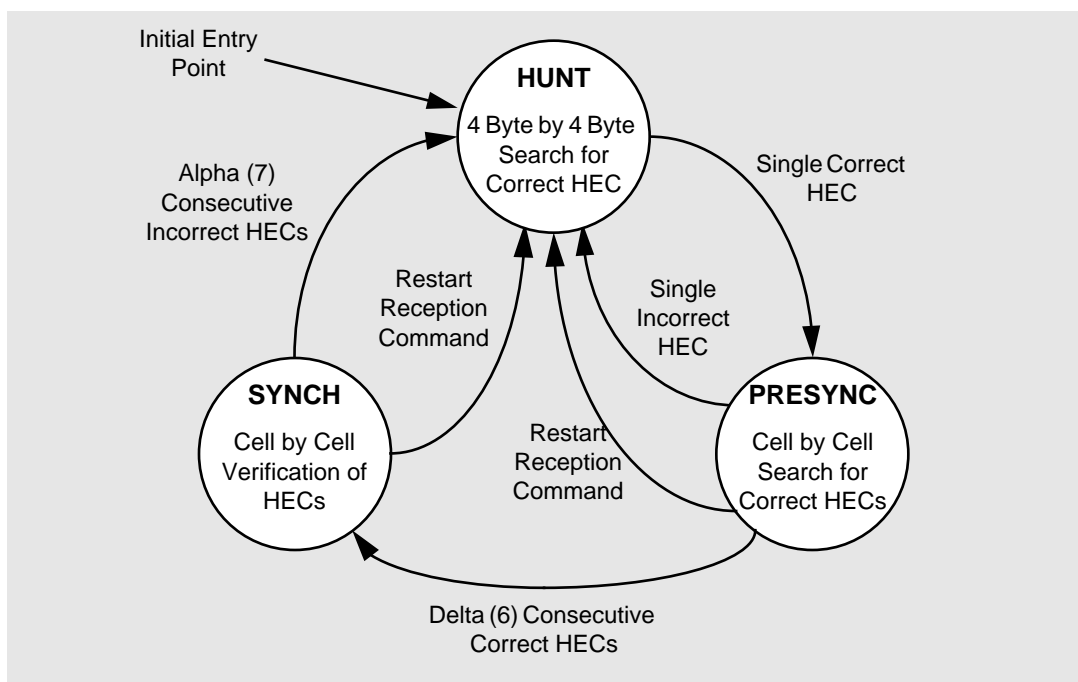 Initial Entry
Point
HUNT
4 Byte by 4 Byte
Search for
Correct HEC
Single Correct
HEC
Alpha (7)
Consecutive
Incorrect HECs
Restart
Reception
Command
Single
Incorrect
HEC
SYNCH
Cell by Cell
Verification of
HECs
Restart
Reception
Command
PRESYNC
Cell by Cell
Search for
Correct HECs
Delta (6) Consecutive
Correct HECs